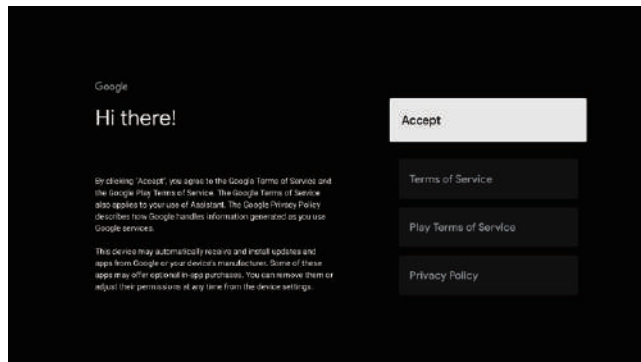 Google
Hi there!
By clicking 'Accept', you agree to the Google Terms of Service and
the Google Play Terms of Service. The Google Terms of Service
also applies to your use of Assistant. The Google Privacy Policy
describes how Google handles information generated as you use
Google services.
This device may automatically receive and install updates and
apps from Google or your device's manufacturer. Some of these
apps may offer optional in-app purchases. You can remove them or
adjust their permissions at any time from the device settings.
Accept
Terms of Service
Play Terms of Service
Privacy Policy